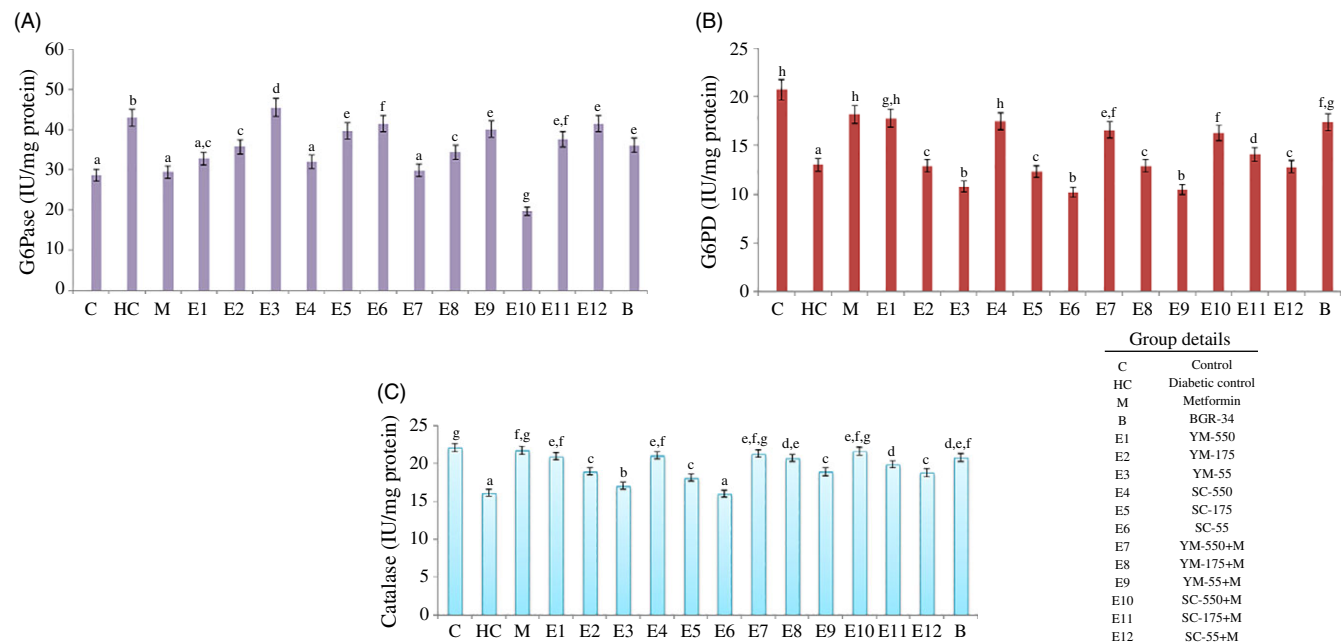 (A)
G6Pase (IU/mg protein)
60
50
40
30
20
10
0
a b a a,c c d a e f a c e g e,f e e
C HC M E1 E2 E3 E4 E5 E6 E7 E8 E9 E10 E11 E12 B
(B)
G6PD (IU/mg protein)
25
20
15
10
5
0
h a h g,h c b h c b e,f c b f d c f,g
C HC M E1 E2 E3 E4 E5 E6 E7 E8 E9 E10 E11 E12 B
(C)
Catalase (IU/mg protein)
25
20
15
10
5
0
g a f,g e,f c b e,f c a e,f,g d,e c e,f,g d c d,e,f
C HC M E1 E2 E3 E4 E5 E6 E7 E8 E9 E10 E11 E12 B
Group details
C Control
HC Diabetic control
M Metformin
B BGR-34
E1 YM-550
E2 YM-175
E3 YM-55
E4 SC-550
E5 SC-175
E6 SC-55
E7 YM-550+M
E8 YM-175+M
E9 YM-55+M
E10 SC-550+M
E11 SC-175+M
E12 SC-55+M